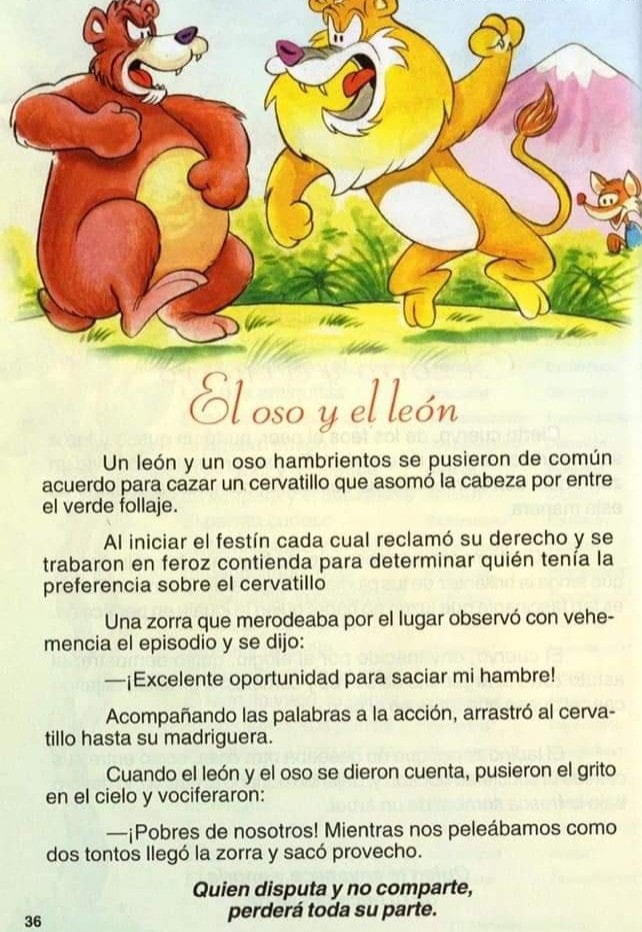 El oso y el león
Un león y un oso hambrientos se pusieron de común
acuerdo para cazar un cervatillo que asomó la cabeza por entre
el verde follaje.
Al iniciar el festín cada cual reclamó su derecho y se
trabaron en feroz contienda para determinar quién tenía la
preferencia sobre el cervatillo
Una zorra que merodeaba por el lugar observó con vehe-
mencia el episodio y se dijo:
—¡Excelente oportunidad para saciar mi hambre!
Acompañando las palabras a la acción, arrastró al cerva-
tillo hasta su madriguera.
Cuando el león y el oso se dieron cuenta, pusieron el grito
en el cielo y vociferaron:
—¡Pobres de nosotros! Mientras nos peleábamos como
dos tontos llegó la zorra y sacó provecho.
Quien disputa y no comparte,
perderá toda su parte.
36